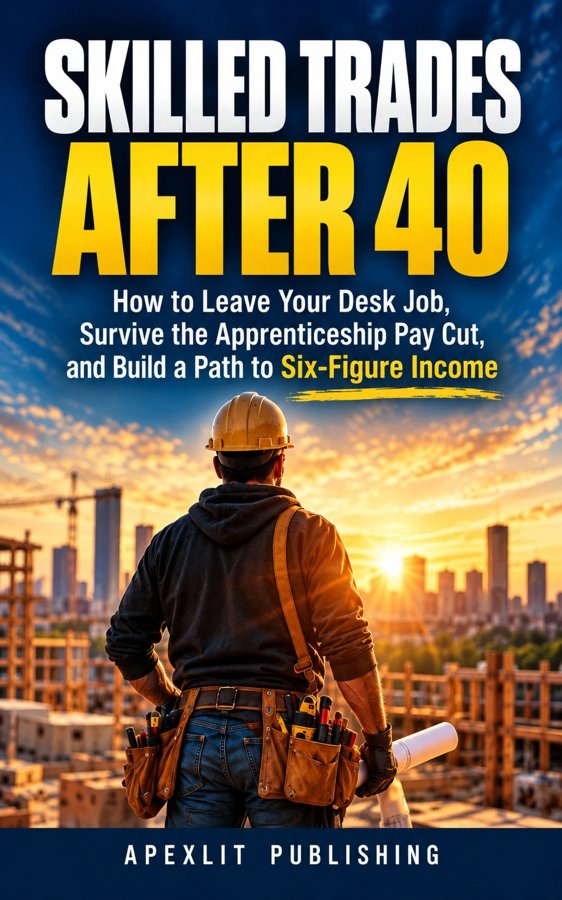 SKILLED TRADES
AFTER 40
How to Leave Your Desk Job,
Survive the Apprenticeship Pay Cut,
and Build a Path to Six-Figure Income
APEXLIT PUBLISHING